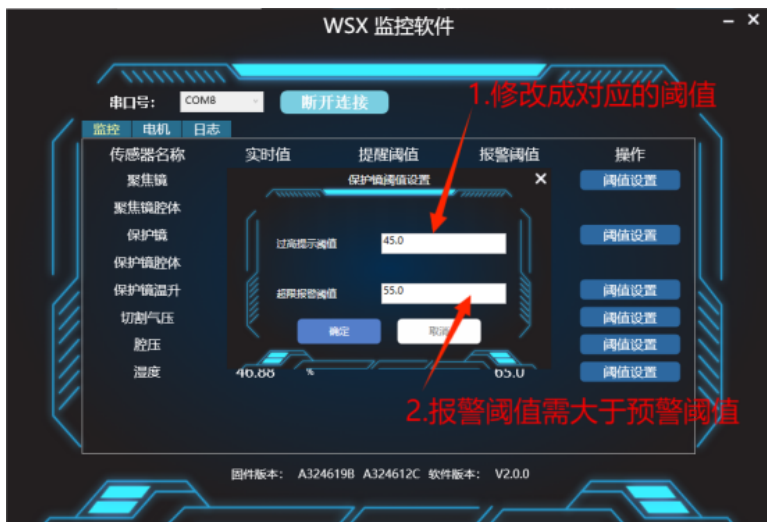 WSX 监控软件
串口号: COM8 断开连接
1.修改成对应的阈值
监控 电机 日志
传感器名称 实时值 提醒阈值 报警阈值 操作
聚焦镜 阈值设置
保护镜阈值设置
聚焦镜腔体
保护镜 阈值设置
过高提示阈值 45.0
保护镜腔体
保护镜温升 阈值设置
超限报警阈值 55.0
切割气压 阈值设置
确定 取消
腔压 阈值设置
湿度 46.88 % 65.0 阈值设置
2.报警阈值需大于预警阈值
固件版本: A324619B A324612C 软件版本: V2.0.0